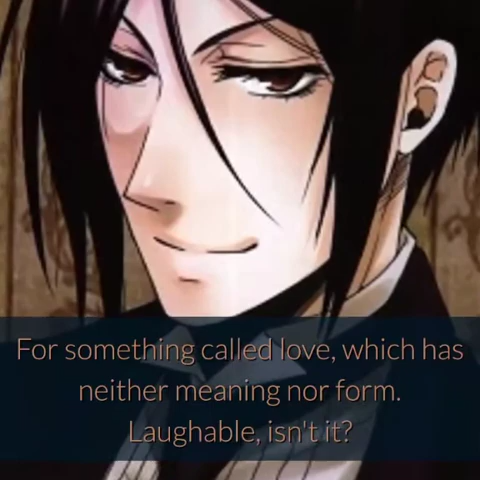 For something called love, which has
neither meaning nor form.
Laughable, isn't it?